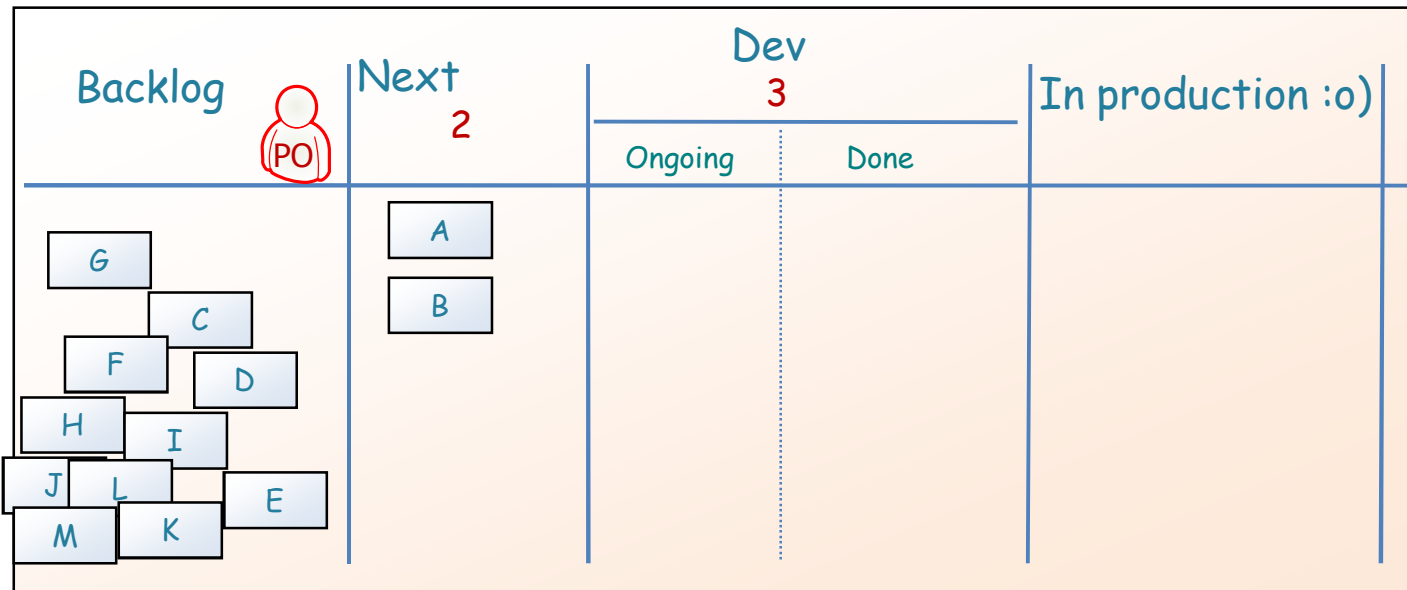 Dev
Backlog
Next
3
In production :o)
2
PO
Ongoing
Done
A
G
B
C
F
D
H
I
J
L
E
K
M